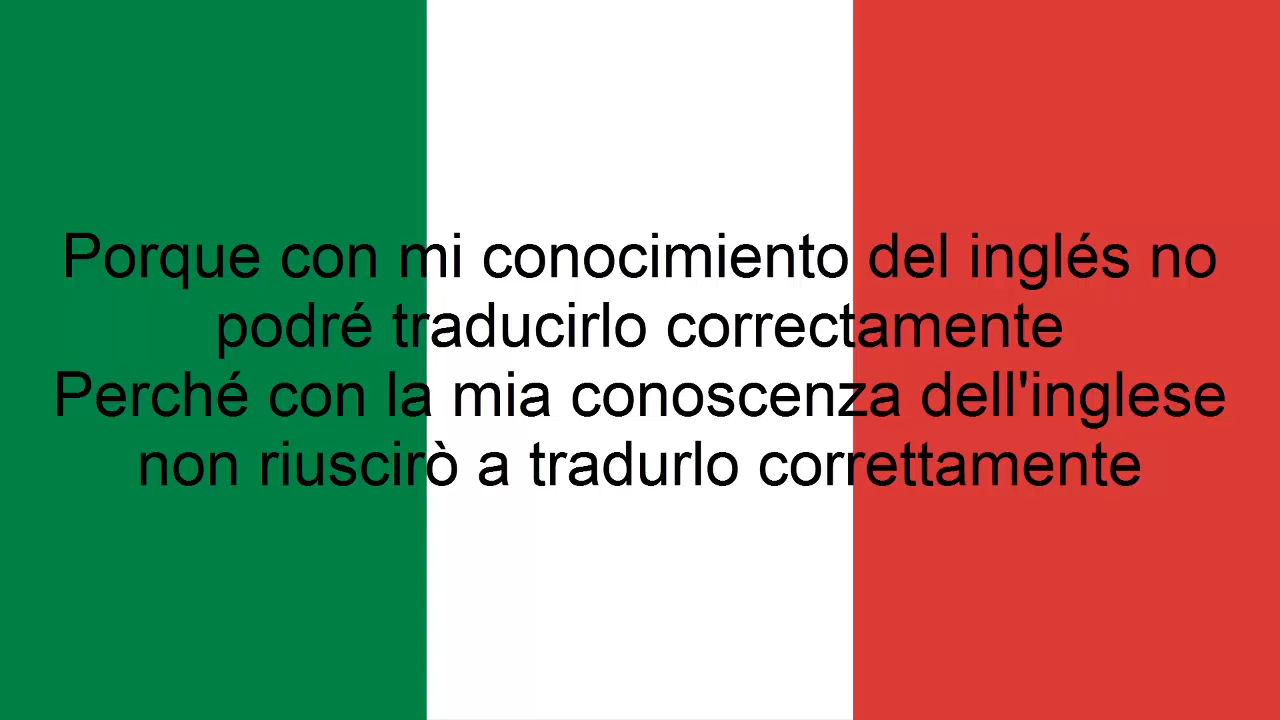 Porque con mi conocimiento del inglés no
podré traducirlo correctamente
Perché con la mia conoscenza dell'inglese
non riuscirò a tradurlo correttamente